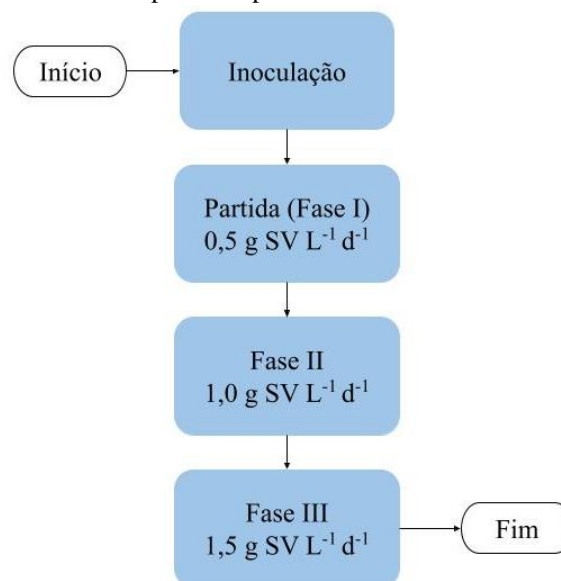 Início
Inoculação
Partida (Fase I)
0,5 g SV L⁻¹ d⁻¹
Fase II
1,0 g SV L⁻¹ d⁻¹
Fase III
1,5 g SV L⁻¹ d⁻¹
Fim